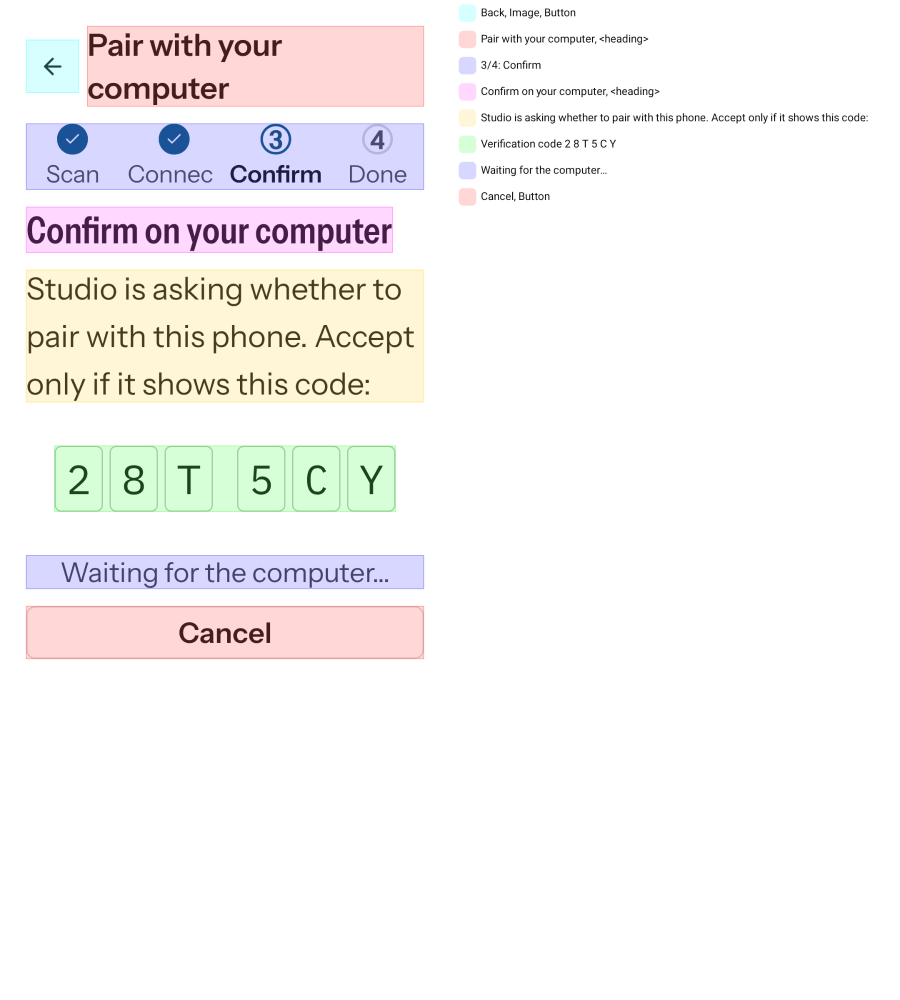 Pair with your
computer
3 4
Scan Connec Confirm Done
Confirm on your computer
Studio is asking whether to
pair with this phone. Accept
only if it shows this code:
2 8 T 5 C Y
Waiting for the computer...
Cancel
Back, Image, Button
Pair with your computer, <heading>
3/4: Confirm
Confirm on your computer, <heading>
Studio is asking whether to pair with this phone. Accept only if it shows this code:
Verification code 2 8 T 5 C Y
Waiting for the computer...
Cancel, Button